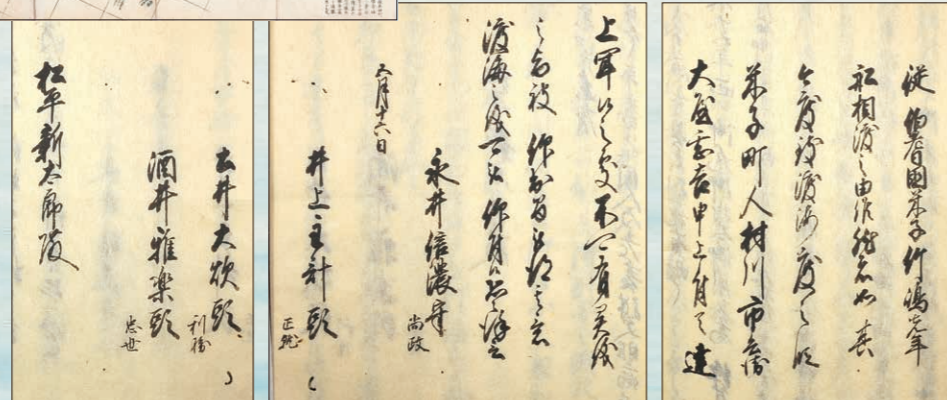 従伯耆國米子竹嶋先年
船相渡之由候然者如其
今度致渡海度之段
米子町人村川市兵衛
大屋甚吉申上付而達
上聞候之処不可有異儀
之旨被仰出候間被得其意
渡海之儀可被仰付候恐々謹言
五月十六日
永井信濃守
尚政
井上主計頭
正就
土井大炊頭
利勝
酒井雅楽頭
忠世
松平新太郎殿